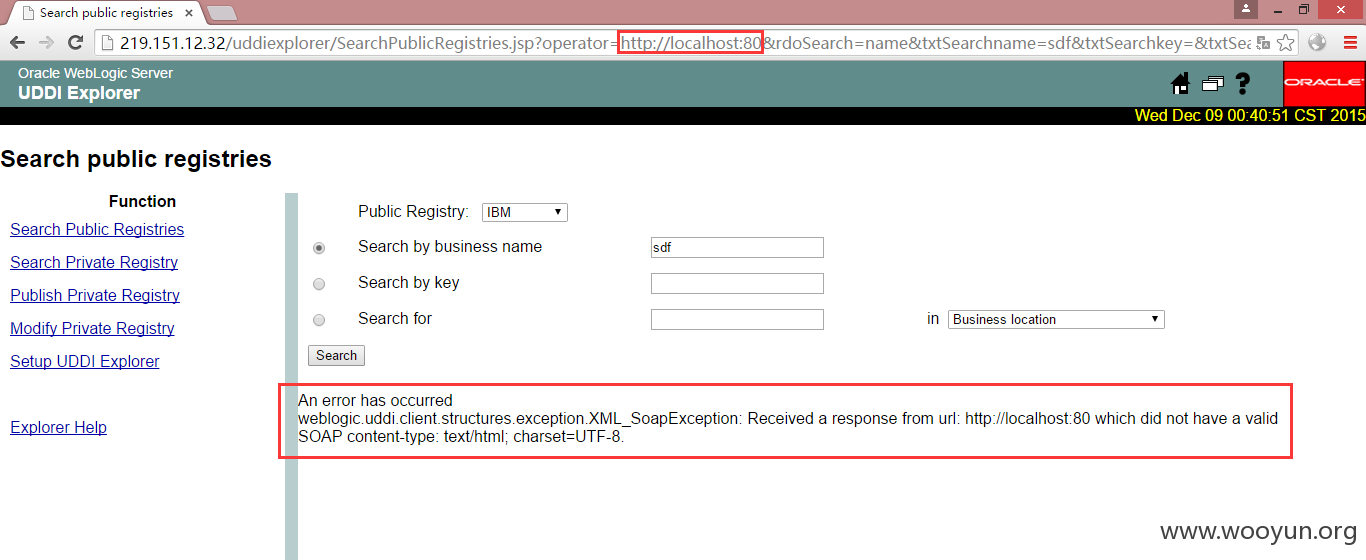 Search public registries
219.151.12.32/uddiexplorer/SearchPublicRegistries.jsp?operator=http://localhost:80&rdoSearch=name&txtSearchname=sdf&txtSearchkey=&txtSea
Oracle WebLogic Server
UDDI Explorer
ORACLE
Wed Dec 09 00:40:51 CST 2015
Search public registries
Function
Search Public Registries
Search Private Registry
Publish Private Registry
Modify Private Registry
Setup UDDI Explorer
Explorer Help
Public Registry: IBM
Search by business name sdf
Search by key
Search for in Business location
Search
An error has occurred
weblogic.uddi.client.structures.exception.XML_SoapException: Received a response from url: http://localhost:80 which did not have a valid
SOAP content-type: text/html; charset=UTF-8.
www.wooyun.org